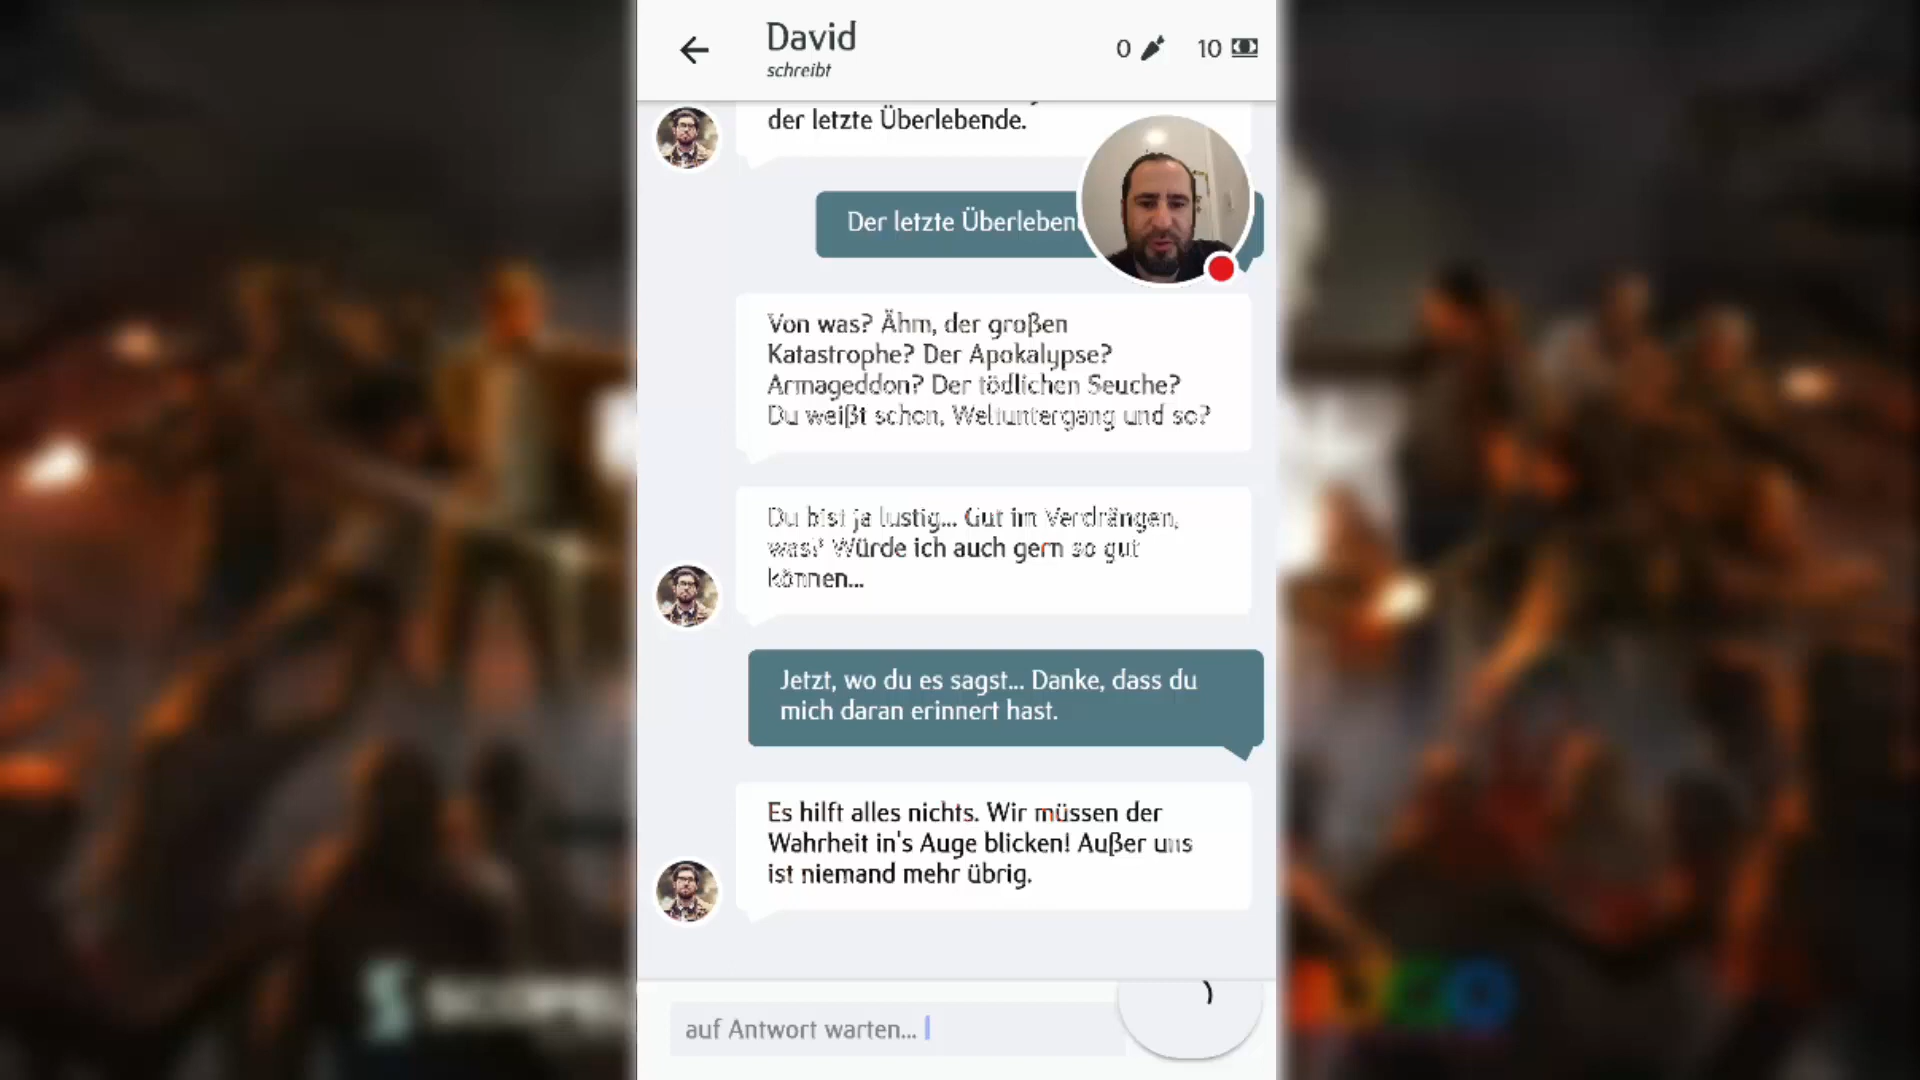 David
schreibt
0
10
der letzte Überlebende.
Der letzte
Von was? Ähm, der großen
Katastrophe? Der Apokalypse?
Armageddon? Der tödlichen Seuche?
Du weißt schon, Weltuntergang und so?
Du bist ja lustig... Gut im Verdrängen,
was? Würde ich auch gern so gut
können...
Jetzt, wo du es sagst... Danke, dass du
mich daran erinnert hast.
Es hilft alles nichts. Wir müssen der
Wahrheit in's Auge blicken! Außer uns
ist niemand mehr übrig.
auf Antwort warten...